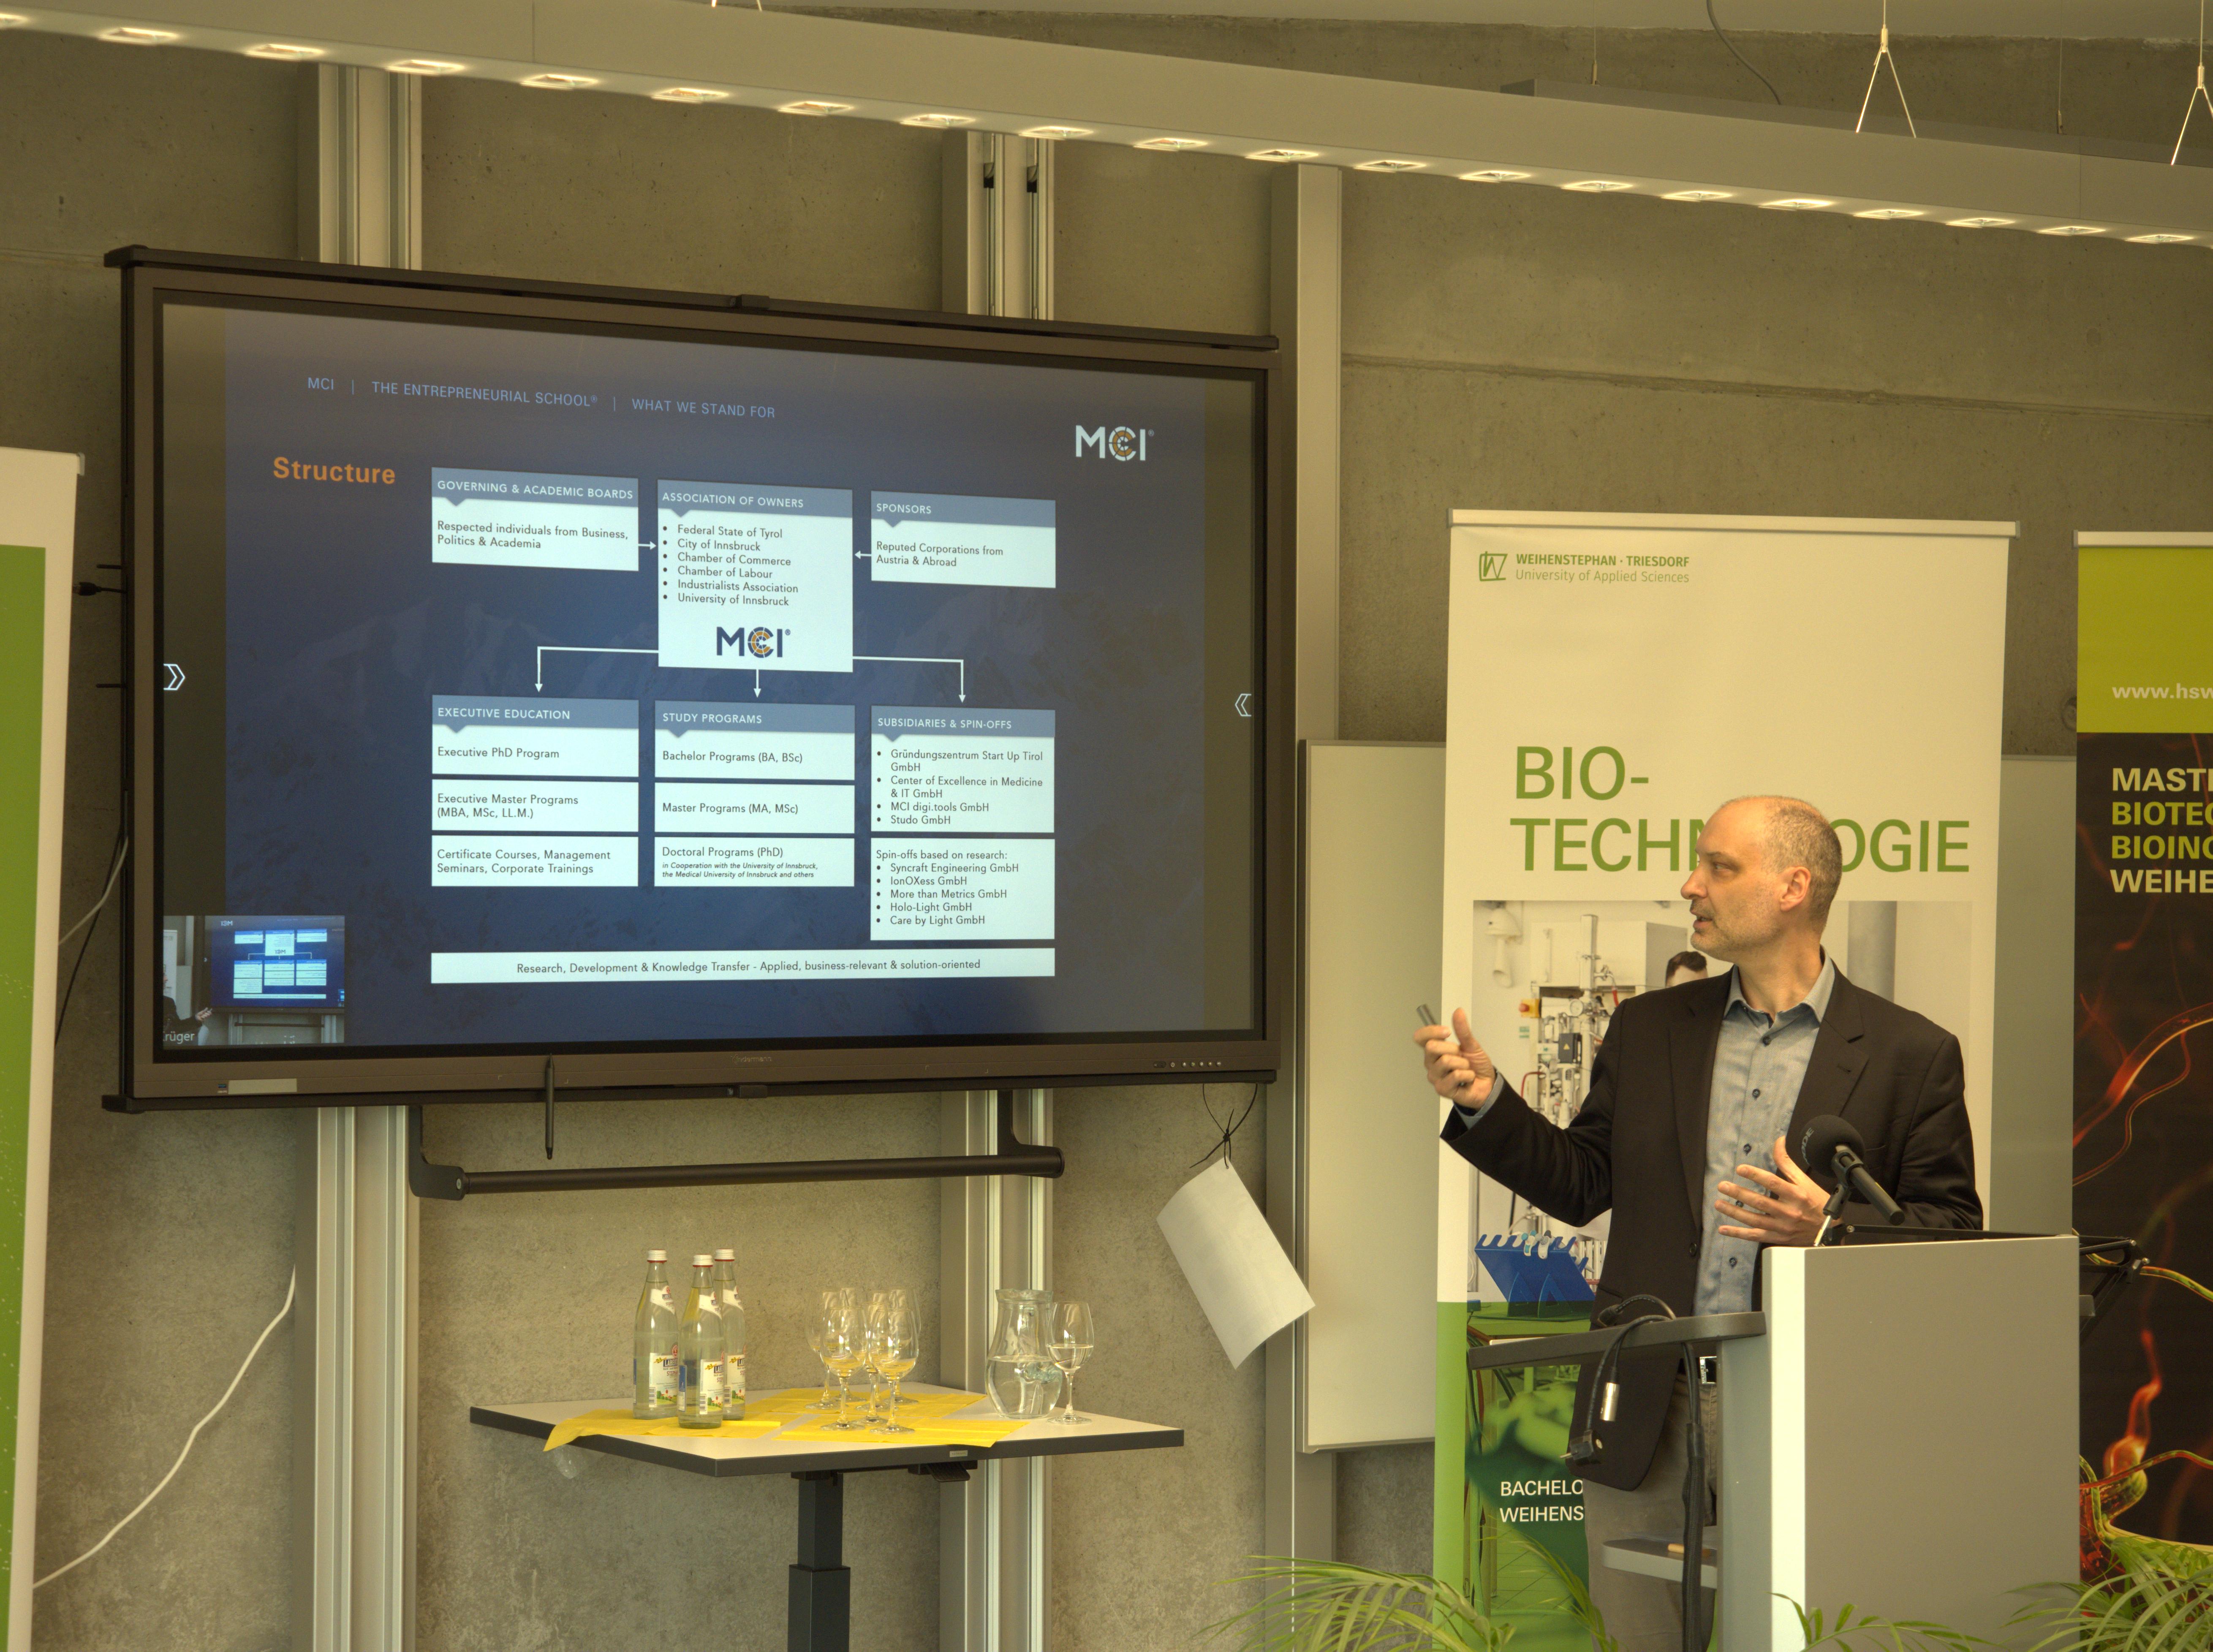 MCI | THE ENTREPRENEURIAL SCHOOL® | WHAT WE STAND FOR
MCI®
Structure
GOVERNING & ACADEMIC BOARDS
Respected individuals from Business,
Politics & Academia
ASSOCIATION OF OWNERS
• Federal State of Tyrol
• City of Innsbruck
• Chamber of Commerce
• Chamber of Labour
• Industrialists Association
• University of Innsbruck
MCI®
SPONSORS
Reputed Corporations from
Austria & Abroad
EXECUTIVE EDUCATION
Executive PhD Program
Executive Master Programs
(MBA, MSc, LL.M.)
Certificate Courses, Management
Seminars, Corporate Trainings
STUDY PROGRAMS
Bachelor Programs (BA, BSc)
Master Programs (MA, MSc)
Doctoral Programs (PhD)
in Cooperation with the University of Innsbruck,
the Medical University of Innsbruck and others
SUBSIDIARIES & SPIN-OFFS
• Gründungszentrum Start Up Tirol
GmbH
• Center of Excellence in Medicine
& IT GmbH
• MCI digi.tools GmbH
• Studo GmbH
Spin-offs based on research:
• Syncraft Engineering GmbH
• IonOXess GmbH
• More than Metrics GmbH
• Holo-Light GmbH
• Care by Light GmbH
Research, Development & Knowledge Transfer - Applied, business-relevant & solution-oriented
rüger
WEIHENSTEPHAN · TRIESDORF
University of Applied Sciences
BIO-
TECHN OGIE
BACHELO
WEIHENS
www.hsw
MAST
BIOTEC
BIOINC
WEIHE